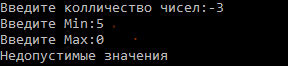 Введите колличество чисел:-3
Введите Min:5
Введите Max:0
Недопустимые значения